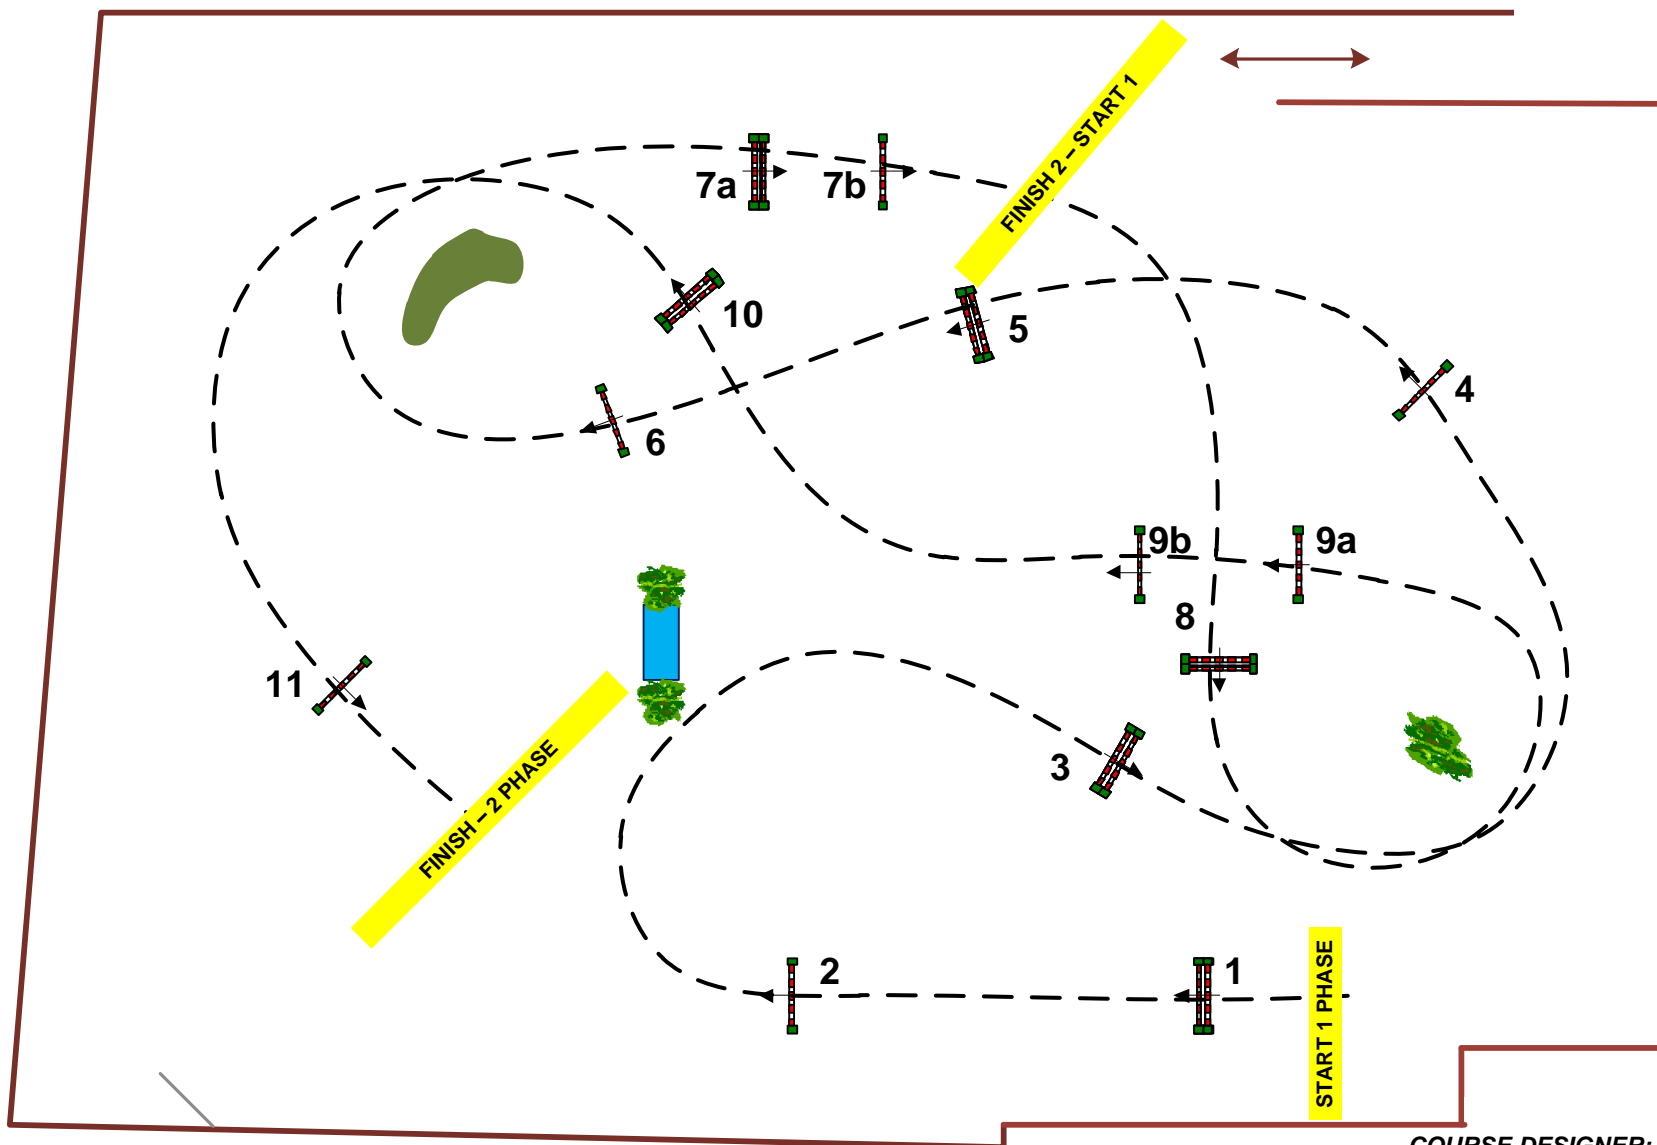 FINISH 2 – START 1
7a
7b
10
5
4
6
9b
9a
8
11
3
FINISH – 2 PHASE
2
1
START 1 PHASE
COURSE DESIGNER: